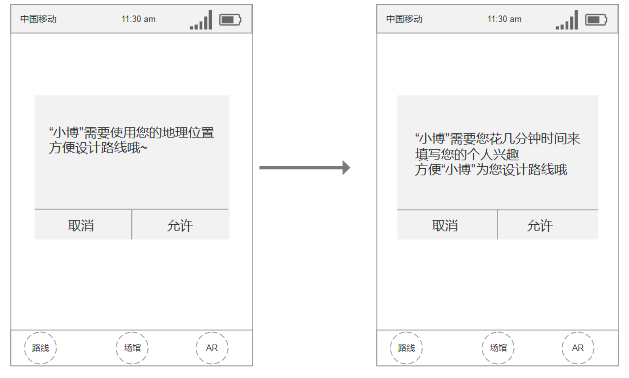 中国移动 11:30 am
“小博”需要使用您的地理位置
方便设计路线哦~
取消 允许
路线 场馆 AR
中国移动 11:30 am
“小博”需要您花几分钟时间来
填写您的个人兴趣
方便“小博”为您设计路线哦
取消 允许
路线 场馆 AR